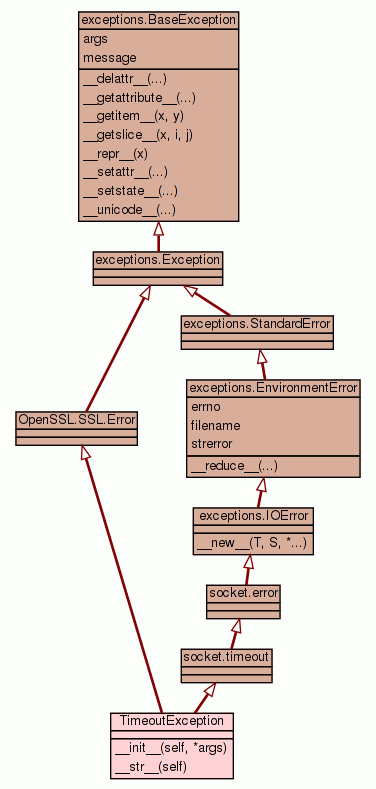 exceptions.BaseException
args
message
__delattr__(...)
__getattribute__(...)
__getitem__(x, y)
__getslice__(x, i, j)
__repr__(x)
__setattr__(...)
__setstate__(...)
__unicode__(...)
exceptions.Exception
exceptions.StandardError
exceptions.EnvironmentError
errno
filename
strerror
__reduce__(...)
OpenSSL.SSL.Error
exceptions.IOError
__new__(T, S, *...)
socket.error
socket.timeout
TimeoutException
__init__(self, *args)
__str__(self)